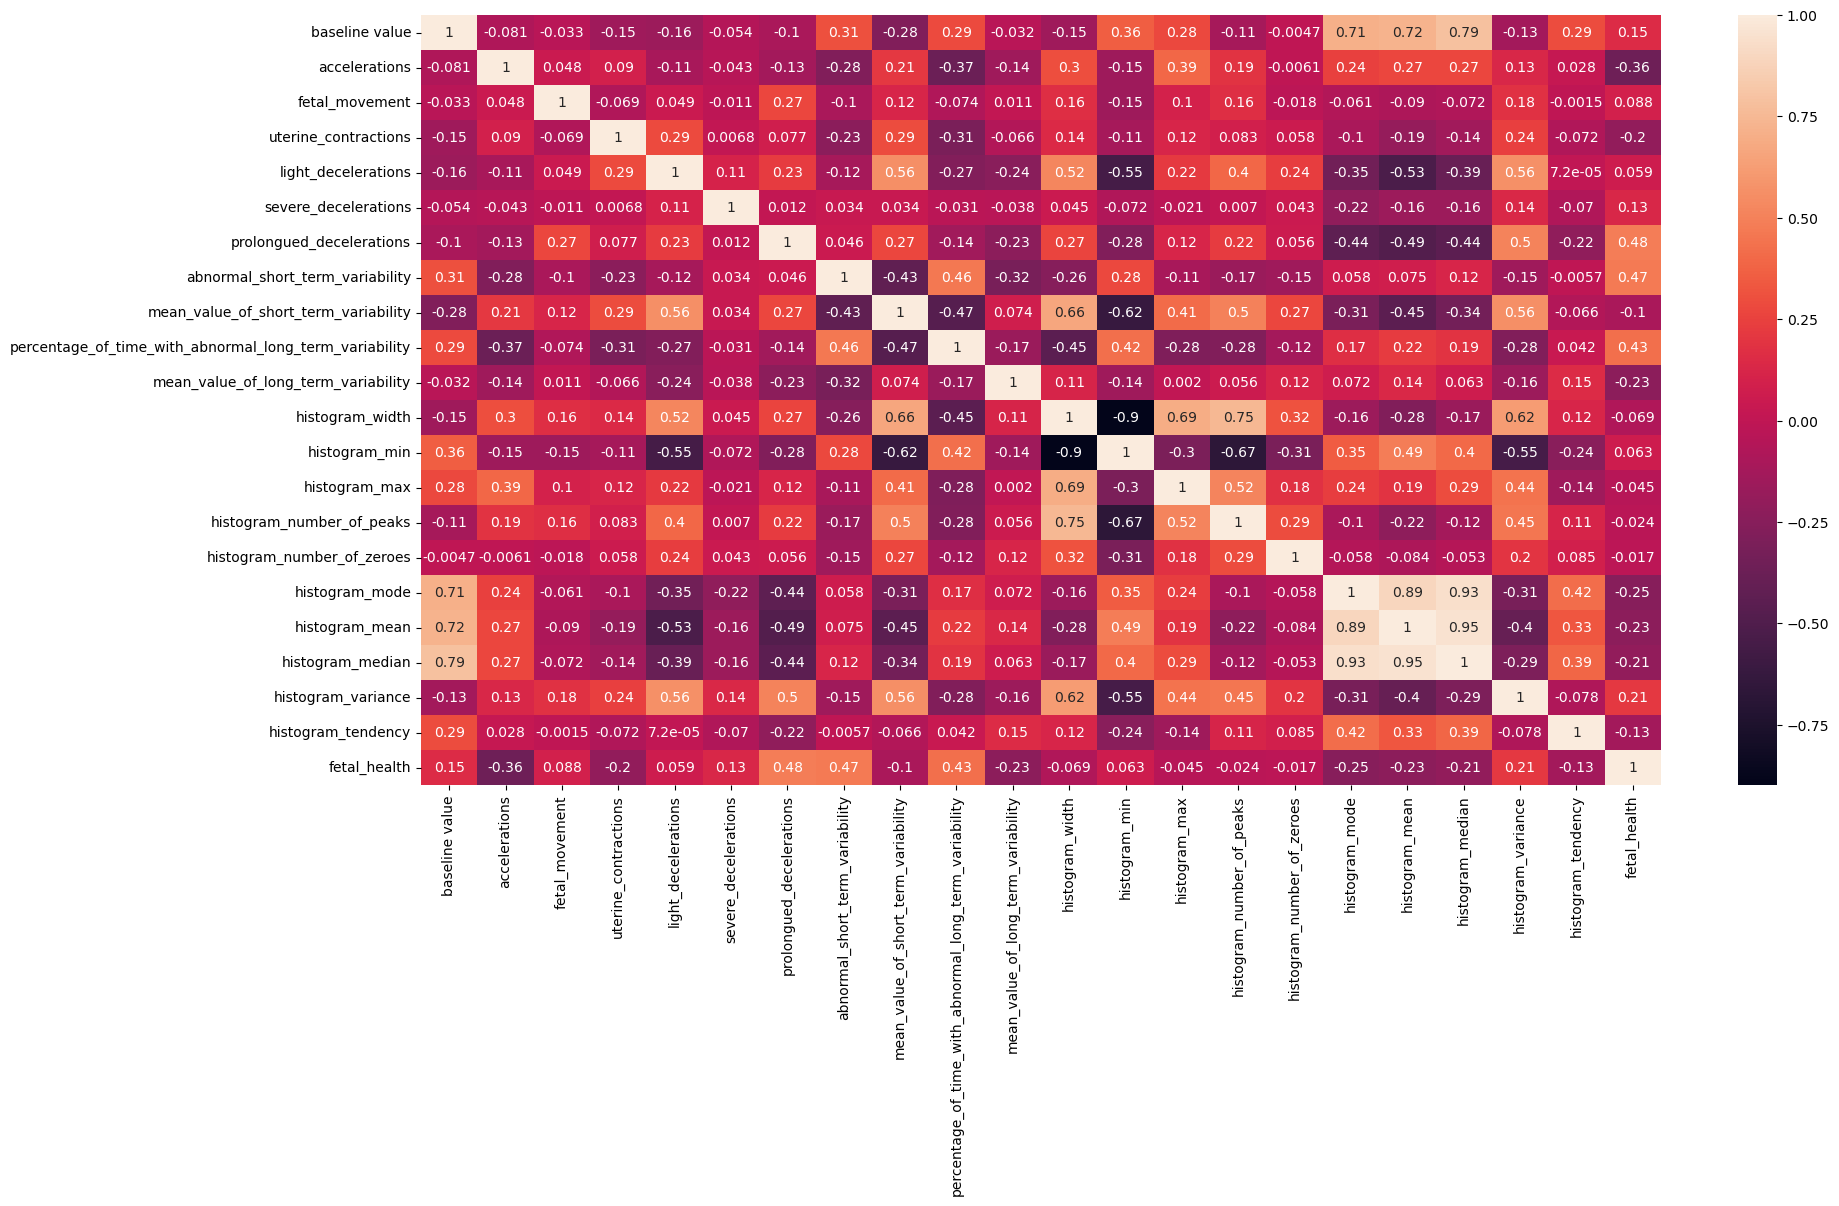 baseline value 1 -0.081 -0.033 -0.15 -0.16 -0.054 -0.1 0.31 -0.28 0.29 -0.032 -0.15 0.36 0.28 -0.11 -0.0047 0.71 0.72 0.79 -0.13 0.29 0.15
accelerations -0.081 1 0.048 0.09 -0.11 -0.043 -0.13 -0.28 0.21 -0.37 -0.14 0.3 -0.15 0.39 0.19 -0.0061 0.24 0.27 0.27 0.13 0.028 -0.36
fetal_movement -0.033 0.048 1 -0.069 0.049 -0.011 0.27 -0.1 0.12 -0.074 0.011 0.16 -0.15 0.1 0.16 -0.018 -0.061 -0.09 -0.072 0.18 -0.0015 0.088
uterine_contractions -0.15 0.09 -0.069 1 0.29 0.0068 0.077 -0.23 0.29 -0.31 -0.066 0.14 -0.11 0.12 0.083 0.058 -0.1 -0.19 -0.14 0.24 -0.072 -0.2
light_decelerations -0.16 -0.11 0.049 0.29 1 0.11 0.23 -0.12 0.56 -0.27 -0.24 0.52 -0.55 0.22 0.4 0.24 -0.35 -0.53 -0.39 0.56 7.2e-05 0.059
severe_decelerations -0.054 -0.043 -0.011 0.0068 0.11 1 0.012 0.034 0.034 -0.031 -0.038 0.045 -0.072 -0.021 0.007 0.043 -0.22 -0.16 -0.16 0.14 -0.07 0.13
prolongued_decelerations -0.1 -0.13 0.27 0.077 0.23 0.012 1 0.046 0.27 -0.14 -0.23 0.27 -0.28 0.12 0.22 0.056 -0.44 -0.49 -0.44 0.5 -0.22 0.48
abnormal_short_term_variability 0.31 -0.28 -0.1 -0.23 -0.12 0.034 0.046 1 -0.43 0.46 -0.32 -0.26 0.28 -0.11 -0.17 -0.15 0.058 0.075 0.12 -0.15 -0.0057 0.47
mean_value_of_short_term_variability -0.28 0.21 0.12 0.29 0.56 0.034 0.27 -0.43 1 -0.47 0.074 0.66 -0.62 0.41 0.5 0.27 -0.31 -0.45 -0.34 0.56 -0.066 -0.1
percentage_of_time_with_abnormal_long_term_variability 0.29 -0.37 -0.074 -0.31 -0.27 -0.031 -0.14 0.46 -0.47 1 -0.17 -0.45 0.42 -0.28 -0.28 -0.12 0.17 0.22 0.19 -0.28 0.042 0.43
mean_value_of_long_term_variability -0.032 -0.14 0.011 -0.066 -0.24 -0.038 -0.23 -0.32 0.074 -0.17 1 0.11 -0.14 0.002 0.056 0.12 0.072 0.14 0.063 -0.16 0.15 -0.23
histogram_width -0.15 0.3 0.16 0.14 0.52 0.045 0.27 -0.26 0.66 -0.45 0.11 1 -0.9 0.69 0.75 0.32 -0.16 -0.28 -0.17 0.62 0.12 -0.069
histogram_min 0.36 -0.15 -0.15 -0.11 -0.55 -0.072 -0.28 0.28 -0.62 0.42 -0.14 -0.9 1 -0.3 -0.67 -0.31 0.35 0.49 0.4 -0.55 -0.24 0.063
histogram_max 0.28 0.39 0.1 0.12 0.22 -0.021 0.12 -0.11 0.41 -0.28 0.002 0.69 -0.3 1 0.52 0.18 0.24 0.19 0.29 0.44 -0.14 -0.045
histogram_number_of_peaks -0.11 0.19 0.16 0.083 0.4 0.007 0.22 -0.17 0.5 -0.28 0.056 0.75 -0.67 0.52 1 0.29 -0.1 -0.22 -0.12 0.45 0.11 -0.024
histogram_number_of_zeroes -0.0047 -0.0061 -0.018 0.058 0.24 0.043 0.056 -0.15 0.27 -0.12 0.12 0.32 -0.31 0.18 0.29 1 -0.058 -0.084 -0.053 0.2 0.085 -0.017
histogram_mode 0.71 0.24 -0.061 -0.1 -0.35 -0.22 -0.44 0.058 -0.31 0.17 0.072 -0.16 0.35 0.24 -0.1 -0.058 1 0.89 0.93 -0.31 0.42 -0.25
histogram_mean 0.72 0.27 -0.09 -0.19 -0.53 -0.16 -0.49 0.075 -0.45 0.22 0.14 -0.28 0.49 0.19 -0.22 -0.084 0.89 1 0.95 -0.4 0.33 -0.23
histogram_median 0.79 0.27 -0.072 -0.14 -0.39 -0.16 -0.44 0.12 -0.34 0.19 0.063 -0.17 0.4 0.29 -0.12 -0.053 0.93 0.95 1 -0.29 0.39 -0.21
histogram_variance -0.13 0.13 0.18 0.24 0.56 0.14 0.5 -0.15 0.56 -0.28 -0.16 0.62 -0.55 0.44 0.45 0.2 -0.31 -0.4 -0.29 1 -0.078 0.21
histogram_tendency 0.29 0.028 -0.0015 -0.072 7.2e-05 -0.07 -0.22 -0.0057 -0.066 0.042 0.15 0.12 -0.24 -0.14 0.11 0.085 0.42 0.33 0.39 -0.078 1 -0.13
fetal_health 0.15 -0.36 0.088 -0.2 0.059 0.13 0.48 0.47 -0.1 0.43 -0.23 -0.069 0.063 -0.045 -0.024 -0.017 -0.25 -0.23 -0.21 0.21 -0.13 1
baseline value
accelerations
fetal_movement
uterine_contractions
light_decelerations
severe_decelerations
prolongued_decelerations
abnormal_short_term_variability
mean_value_of_short_term_variability
percentage_of_time_with_abnormal_long_term_variability
mean_value_of_long_term_variability
histogram_width
histogram_min
histogram_max
histogram_number_of_peaks
histogram_number_of_zeroes
histogram_mode
histogram_mean
histogram_median
histogram_variance
histogram_tendency
fetal_health
1.00
0.75
0.50
0.25
0.00
−0.25
−0.50
−0.75